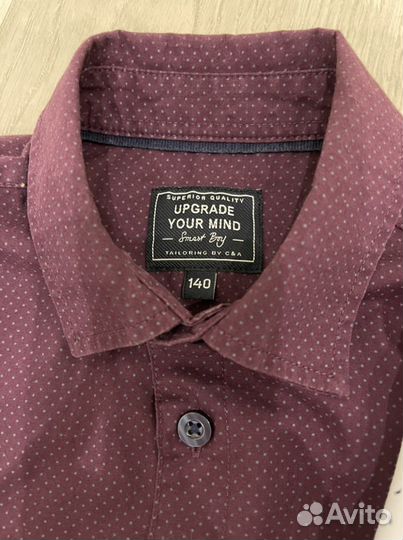 SUPERIOR QUALITY
UPGRADE
YOUR MIND
Smart Boy
TAILORING BY C&A
140
Avito